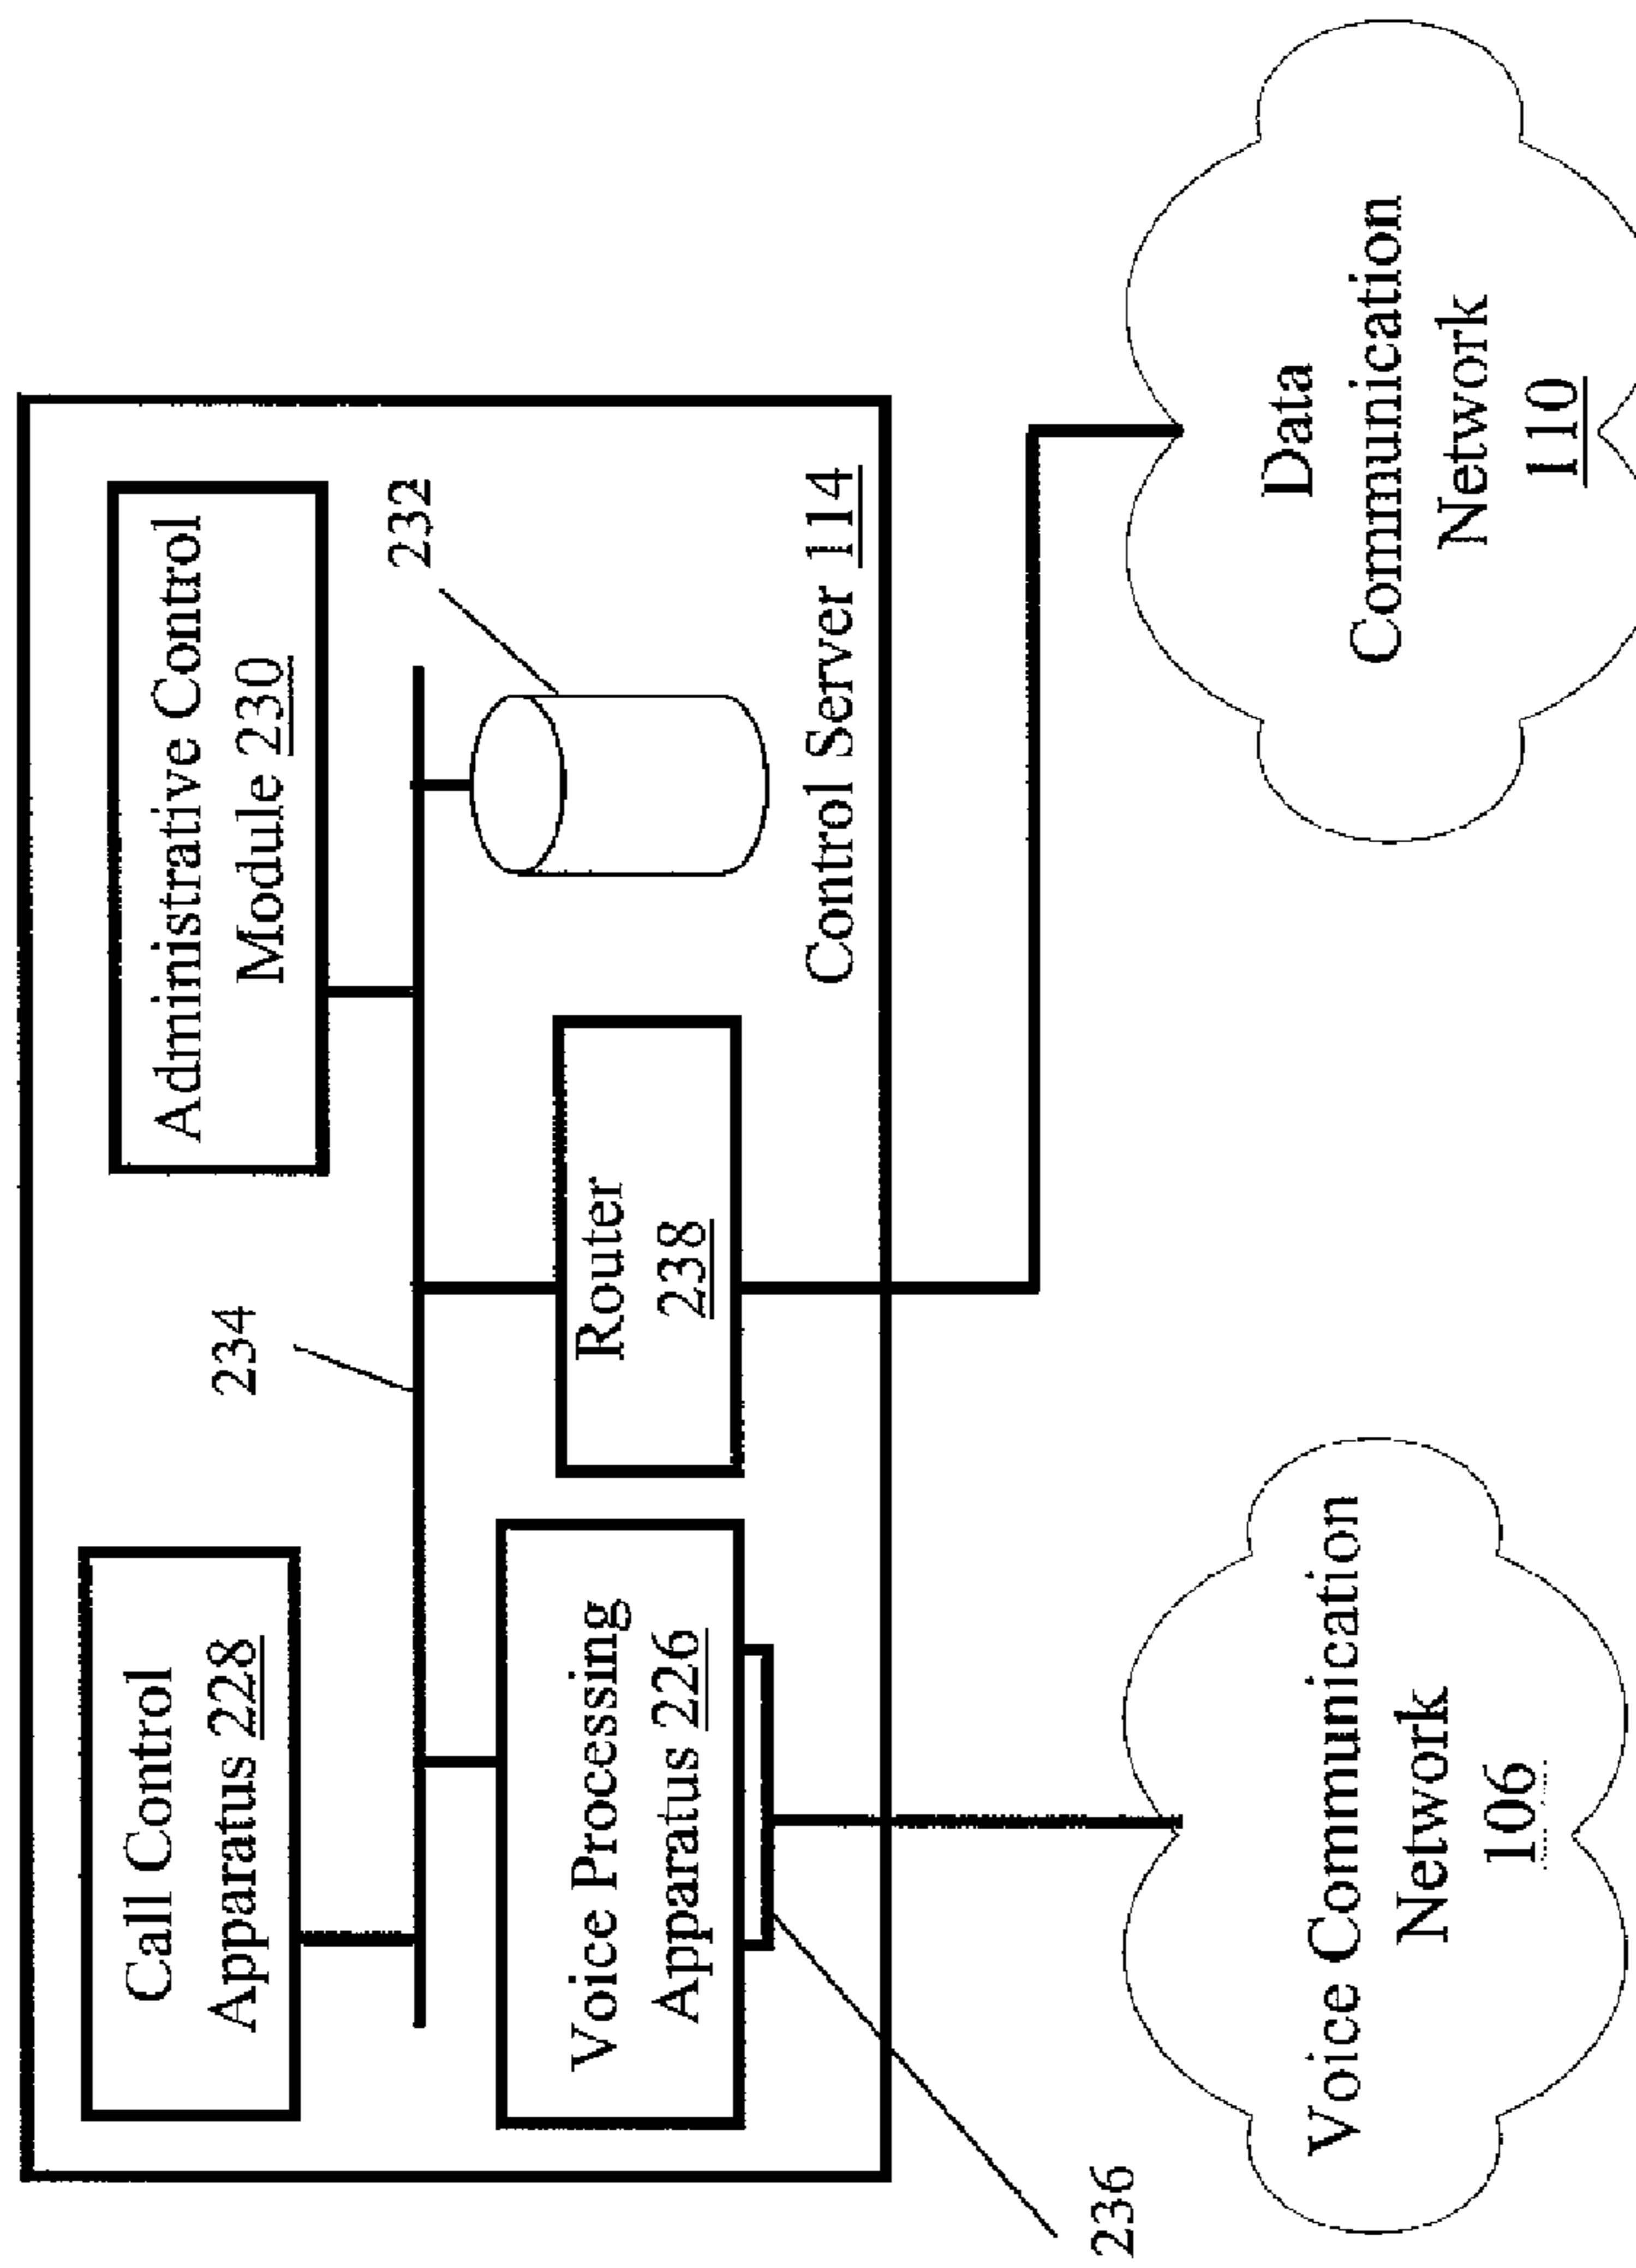 Call Control
Apparatus 228
234
Administrative Control
Module 230
232
Voice Processing
Apparatus 226
Router
238
Control Server 114
236
Voice Communication
Network
106
Data
Communication
Network
110